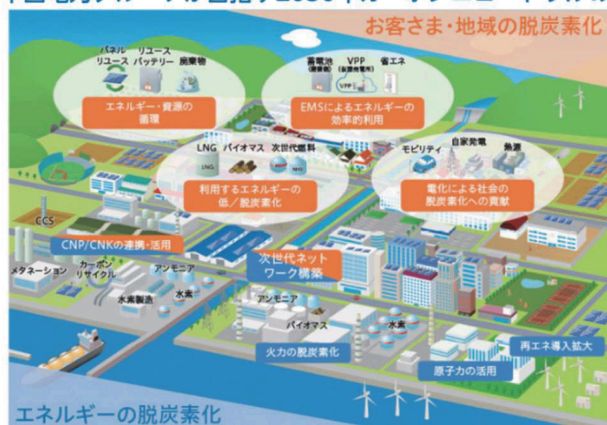 お客さま・地域の脱炭素化
パネル
リユース
リユース
バッテリー
廃棄物
エネルギー・資源の
循環
蓄電池
VPP
省エネ
VPP
EMSによるエネルギーの
効率的利用
LNG
バイオマス
次世代燃料
LNG
利用するエネルギーの
低/脱炭素化
モビリティ
自家発電
熱源
電化による社会の
脱炭素化への貢献
CCS
CNP/CNKの連携・活用
メタネーション
カーボン
リサイクル
アンモニア
水素製造
水素
次世代ネット
ワーク構築
アンモニア
バイオマス
水素
火力の脱炭素化
再エネ導入拡大
原子力の活用
エネルギーの脱炭素化